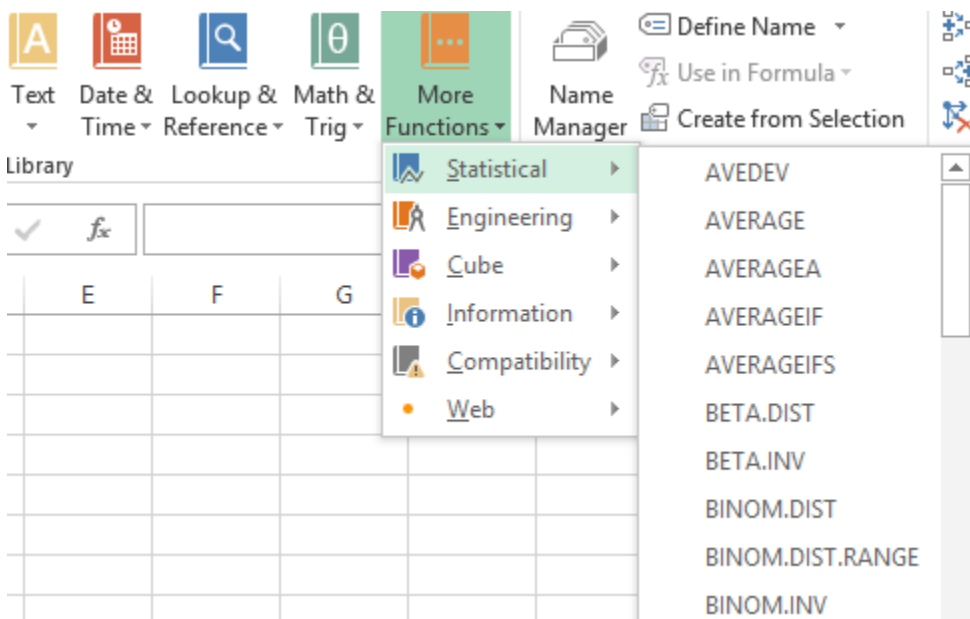 A
θ
Text
Date &
Time
Lookup &
Reference
Math &
Trig
More
Functions
Name
Manager
Define Name
fx Use in Formula
Create from Selection
Library
fx
E F G
Statistical
Engineering
Cube
Information
Compatibility
Web
AVEDEV
AVERAGE
AVERAGEA
AVERAGEIF
AVERAGEIFS
BETA.DIST
BETA.INV
BINOM.DIST
BINOM.DIST.RANGE
BINOM.INV